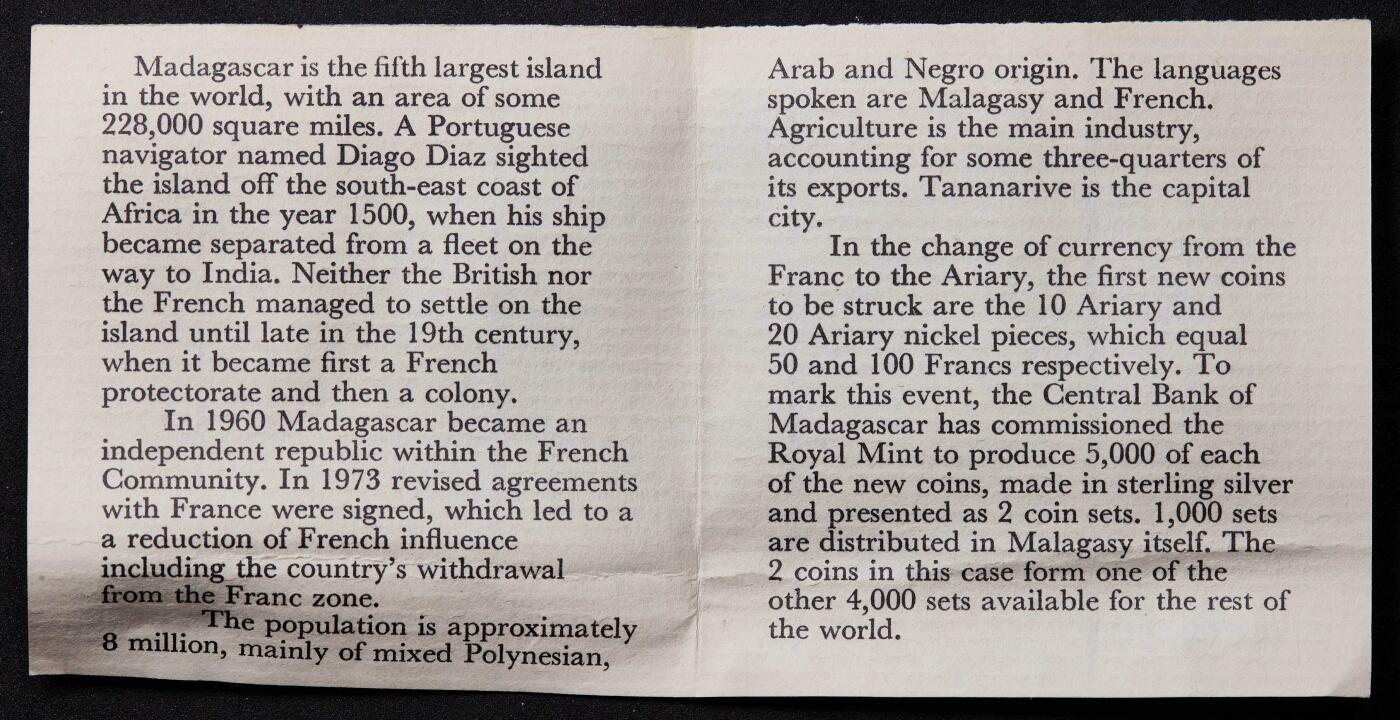 Madagascar is the fifth largest island
in the world, with an area of some
228,000 square miles. A Portuguese
navigator named Diago Diaz sighted
the island off the south-east coast of
Africa in the year 1500, when his ship
became separated from a fleet on the
way to India. Neither the British nor
the French managed to settle on the
island until late in the 19th century,
when it became first a French
protectorate and then a colony.
In 1960 Madagascar became an
independent republic within the French
Community. In 1973 revised agreements
with France were signed, which led to a
a reduction of French influence
including the country's withdrawal
from the Franc zone.
The population is approximately
8 million, mainly of mixed Polynesian,
Arab and Negro origin. The languages
spoken are Malagasy and French.
Agriculture is the main industry,
accounting for some three-quarters of
its exports. Tananarive is the capital
city.
In the change of currency from the
Franc to the Ariary, the first new coins
to be struck are the 10 Ariary and
20 Ariary nickel pieces, which equal
50 and 100 Francs respectively. To
mark this event, the Central Bank of
Madagascar has commissioned the
Royal Mint to produce 5,000 of each
of the new coins, made in sterling silver
and presented as 2 coin sets. 1,000 sets
are distributed in Malagasy itself. The
2 coins in this case form one of the
other 4,000 sets available for the rest of
the world.